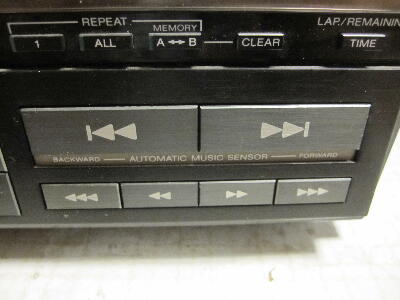 REPEAT MEMORY LAP./REMAINING
1 ALL A ↔ B CLEAR TIME
BACKWARD AUTOMATIC MUSIC SENSOR FORWARD